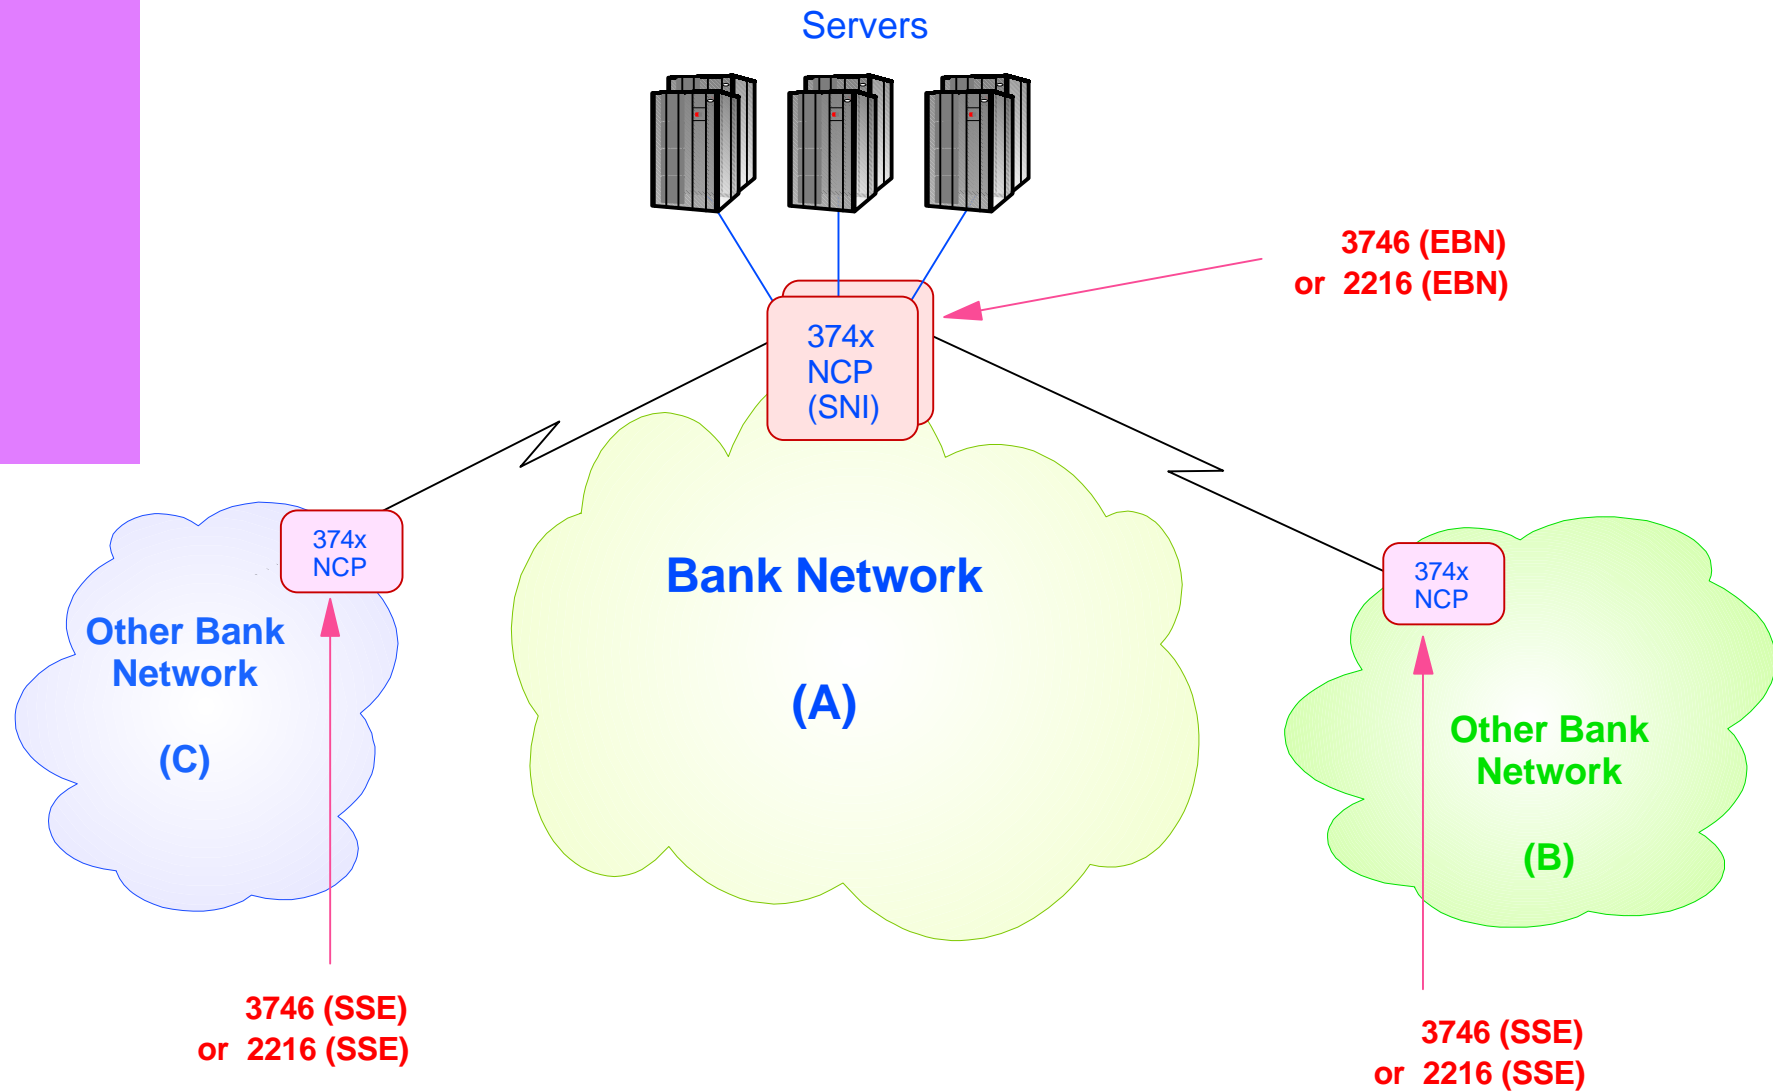 Servers
3746 (EBN)
or 2216 (EBN)
374x
NCP
(SNI)
374x
NCP
374x
NCP
Bank Network
(A)
Other Bank
Network
(C)
Other Bank
Network
(B)
3746 (SSE)
or 2216 (SSE)
3746 (SSE)
or 2216 (SSE)